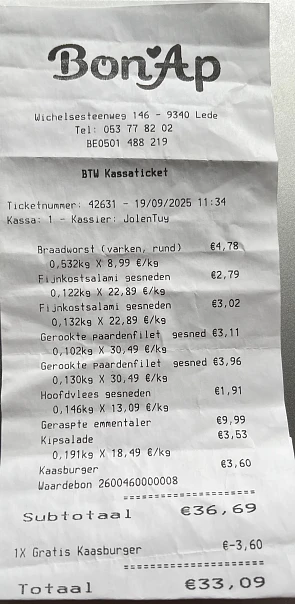 Bon Ap
Wichelsesteenweg 146 - 9340 Lede
Tel: 053 77 82 02
BE0501 488 219
BTW Kassaticket
Ticketnummer: 42631 - 19/09/2025 11:34
Kassa: 1 - Kassier: JolenTuy
Braadworst (varken, rund) €4,78
0,532kg X 8,99 €/kg
Fijnkostsalami gesneden €2,79
0,122kg X 22,89 €/kg
Fijnkostsalami gesneden €3,02
0,132kg X 22,89 €/kg
Gerookte paardenfilet gesned €3,11
0,102kg X 30,49 €/kg
Gerookte paardenfilet gesned €3,96
0,130kg X 30,49 €/kg
Hoofdvlees gesneden €1,91
0,146kg X 13,09 €/kg
Geraspte emmentaler €9,99
Kipsalade €3,53
0,191kg X 18,49 €/kg
Kaasburger €3,60
Waardebon 2600460000008
=====================
Subtotaal €36,69
1X Gratis Kaasburger €-3,60
=====================
Totaal €33,09